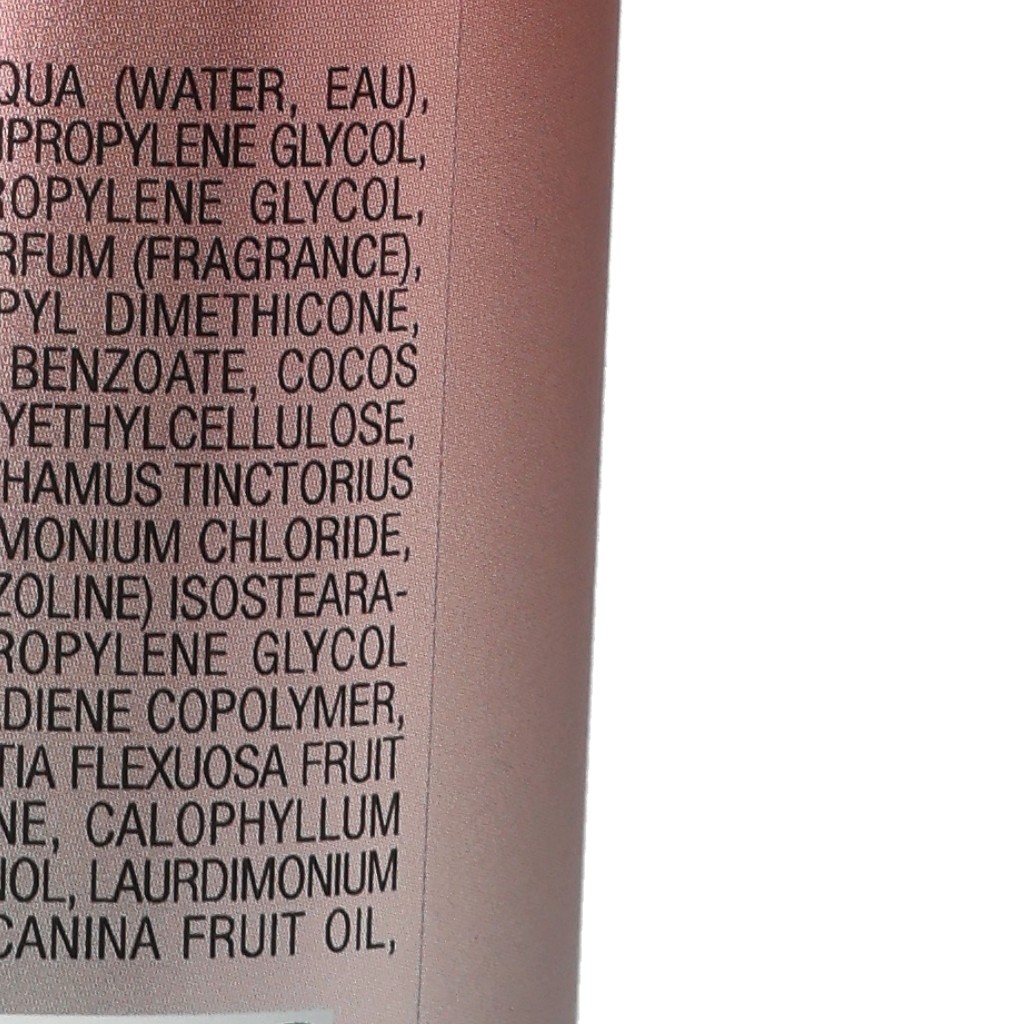 QUA (WATER, EAU),
PROPYLENE GLYCOL,
ROPYLENE GLYCOL,
RFUM (FRAGRANCE),
PYL DIMETHICONE,
BENZOATE, COCOS
YETHYLCELLULOSE,
HAMUS TINCTORIUS
MONIUM CHLORIDE,
ZOLINE) ISOSTEARA-
ROPYLENE GLYCOL
DIENE COPOLYMER,
TIA FLEXUOSA FRUIT
NE, CALOPHYLLUM
OL, LAURDIMONIUM
CANINA FRUIT OIL,